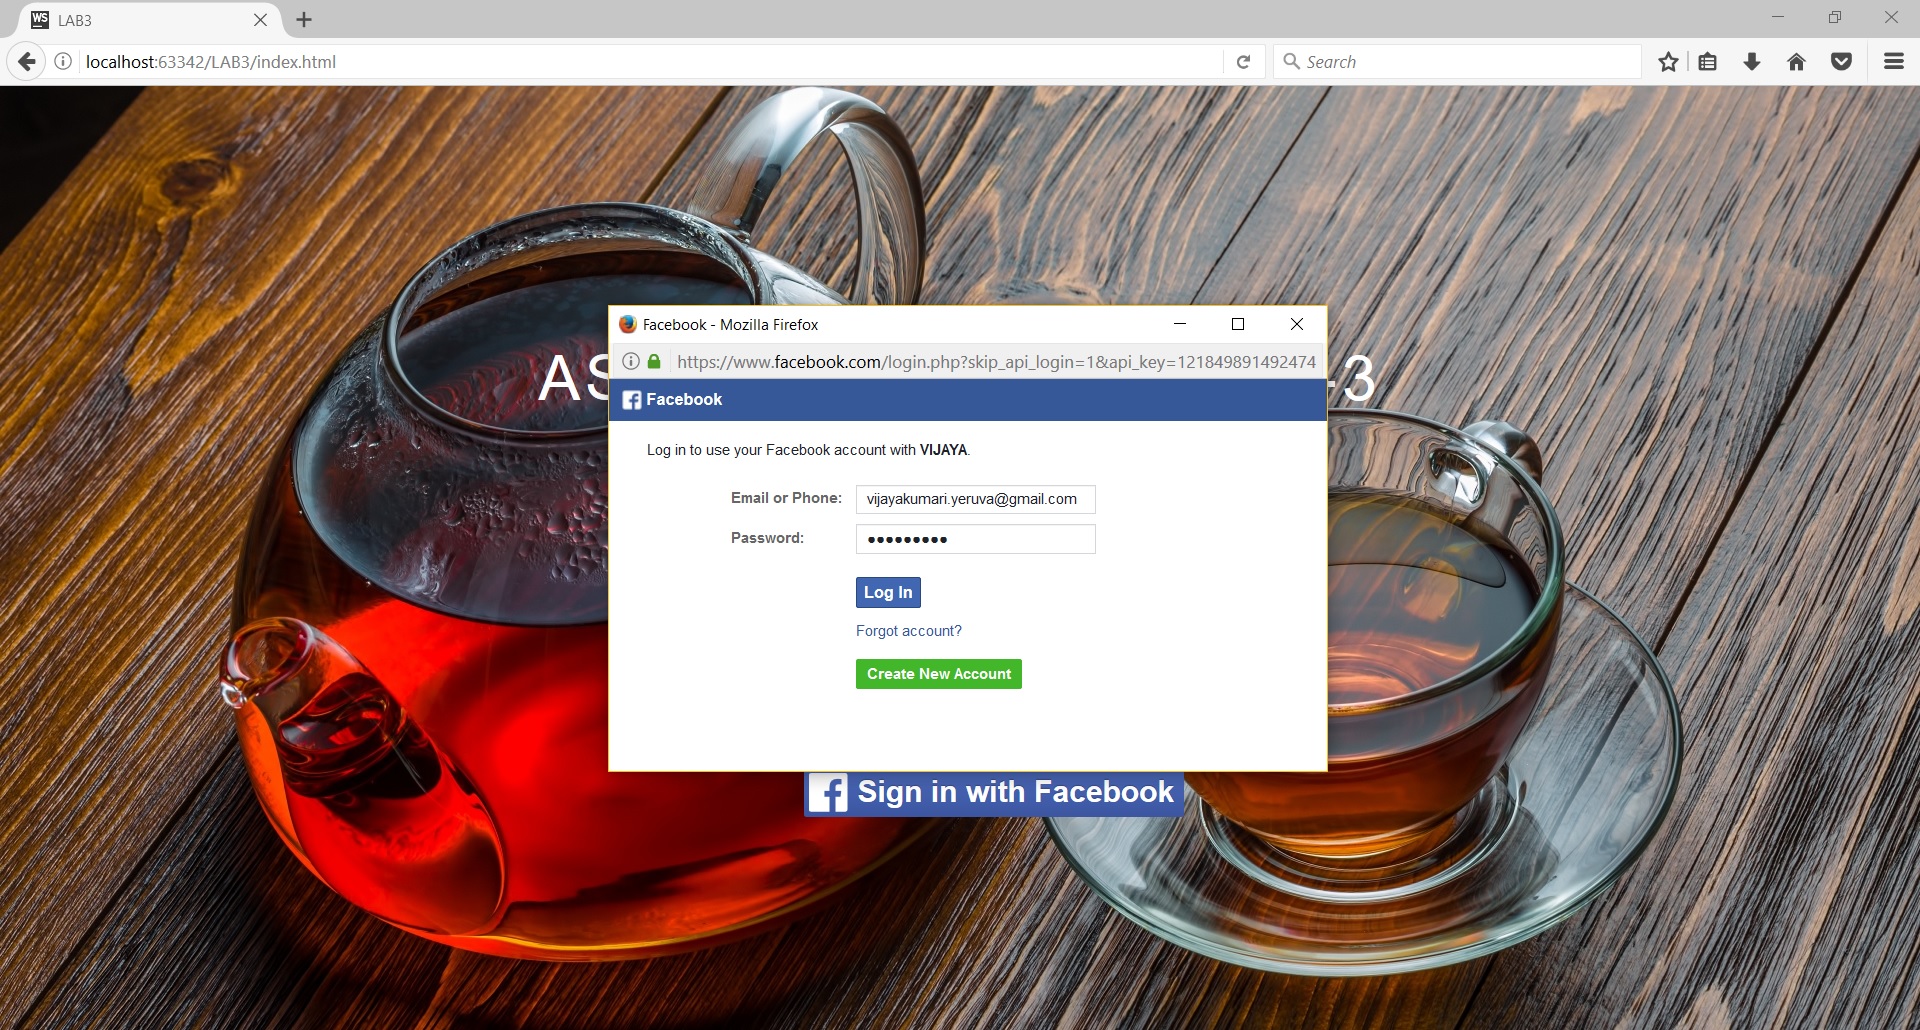 LAB3
localhost:63342/LAB3/index.html
Search
Facebook - Mozilla Firefox
https://www.facebook.com/login.php?skip_api_login=1&api_key=121849891492474
Facebook
Log in to use your Facebook account with VIJAYA.
Email or Phone: vijayakumari.yeruva@gmail.com
Password: •••••••••
Log In
Forgot account?
Create New Account
Sign in with Facebook